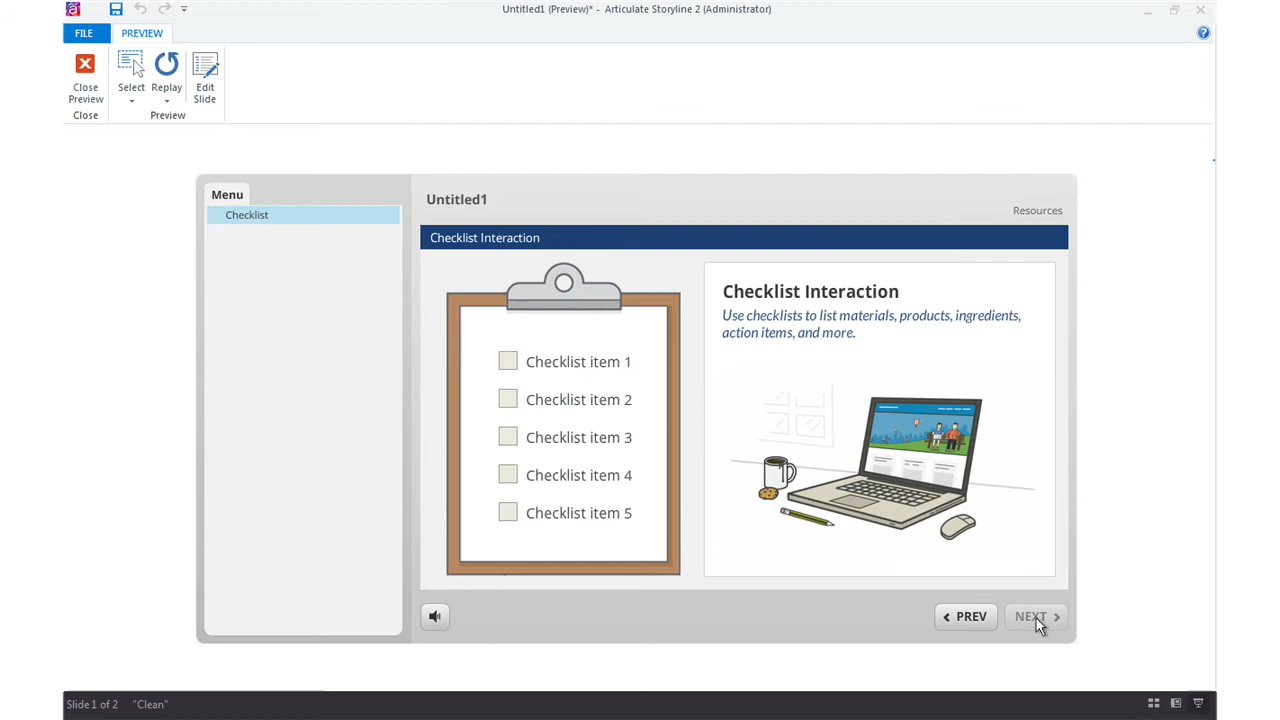 Untitled1 (Preview)* - Articulate Storyline 2 (Administrator)
FILE
PREVIEW
Close
Preview
Select
Replay
Edit
Slide
Close
Preview
Menu
Checklist
Untitled1
Resources
Checklist Interaction
Checklist item 1
Checklist item 2
Checklist item 3
Checklist item 4
Checklist item 5
Checklist Interaction
Use checklists to list materials, products, ingredients,
action items, and more.
PREV
NEXT
Slide 1 of 2 "Clean"